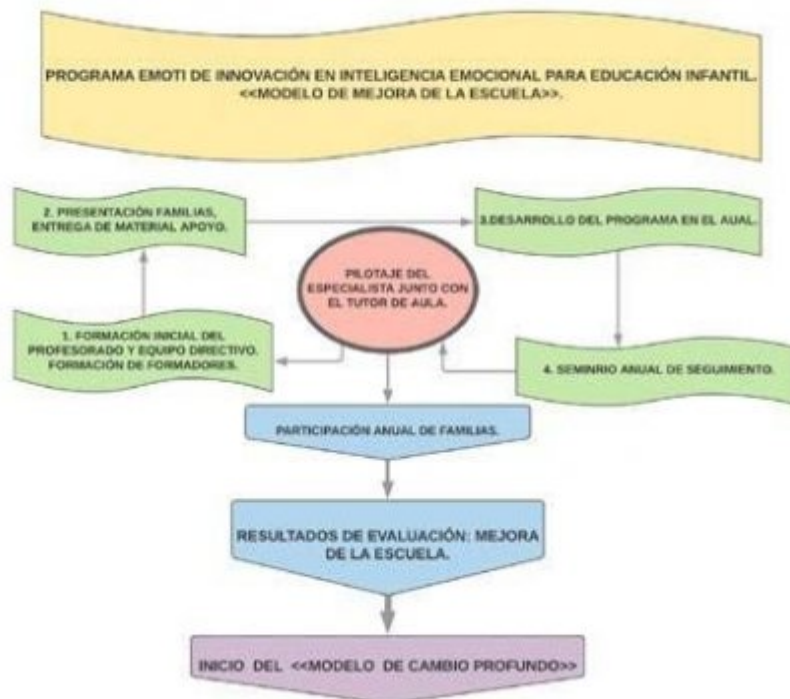 PROGRAMA EMOTI DE INNOVACIÓN EN INTELIGENCIA EMOCIONAL PARA EDUCACIÓN INFANTIL.
<<MODELO DE MEJORA DE LA ESCUELA>>.
2. PRESENTACIÓN FAMILIAS,
ENTREGA DE MATERIAL APOYO.
3.DESARROLLO DEL PROGRAMA EN EL AUAL.
PILOTAJE DEL
ESPECIALISTA JUNTO CON
EL TUTOR DE AULA.
1. FORMACIÓN INICIAL DEL
PROFESORADO Y EQUIPO DIRECTIVO.
FORMACIÓN DE FORMADORES.
4. SEMINRIO ANUAL DE SEGUIMIENTO.
PARTICIPACIÓN ANUAL DE FAMILIAS.
RESULTADOS DE EVALUACIÓN: MEJORA
DE LA ESCUELA.
INICIO DEL <<MODELO DE CAMBIO PROFUNDO>>